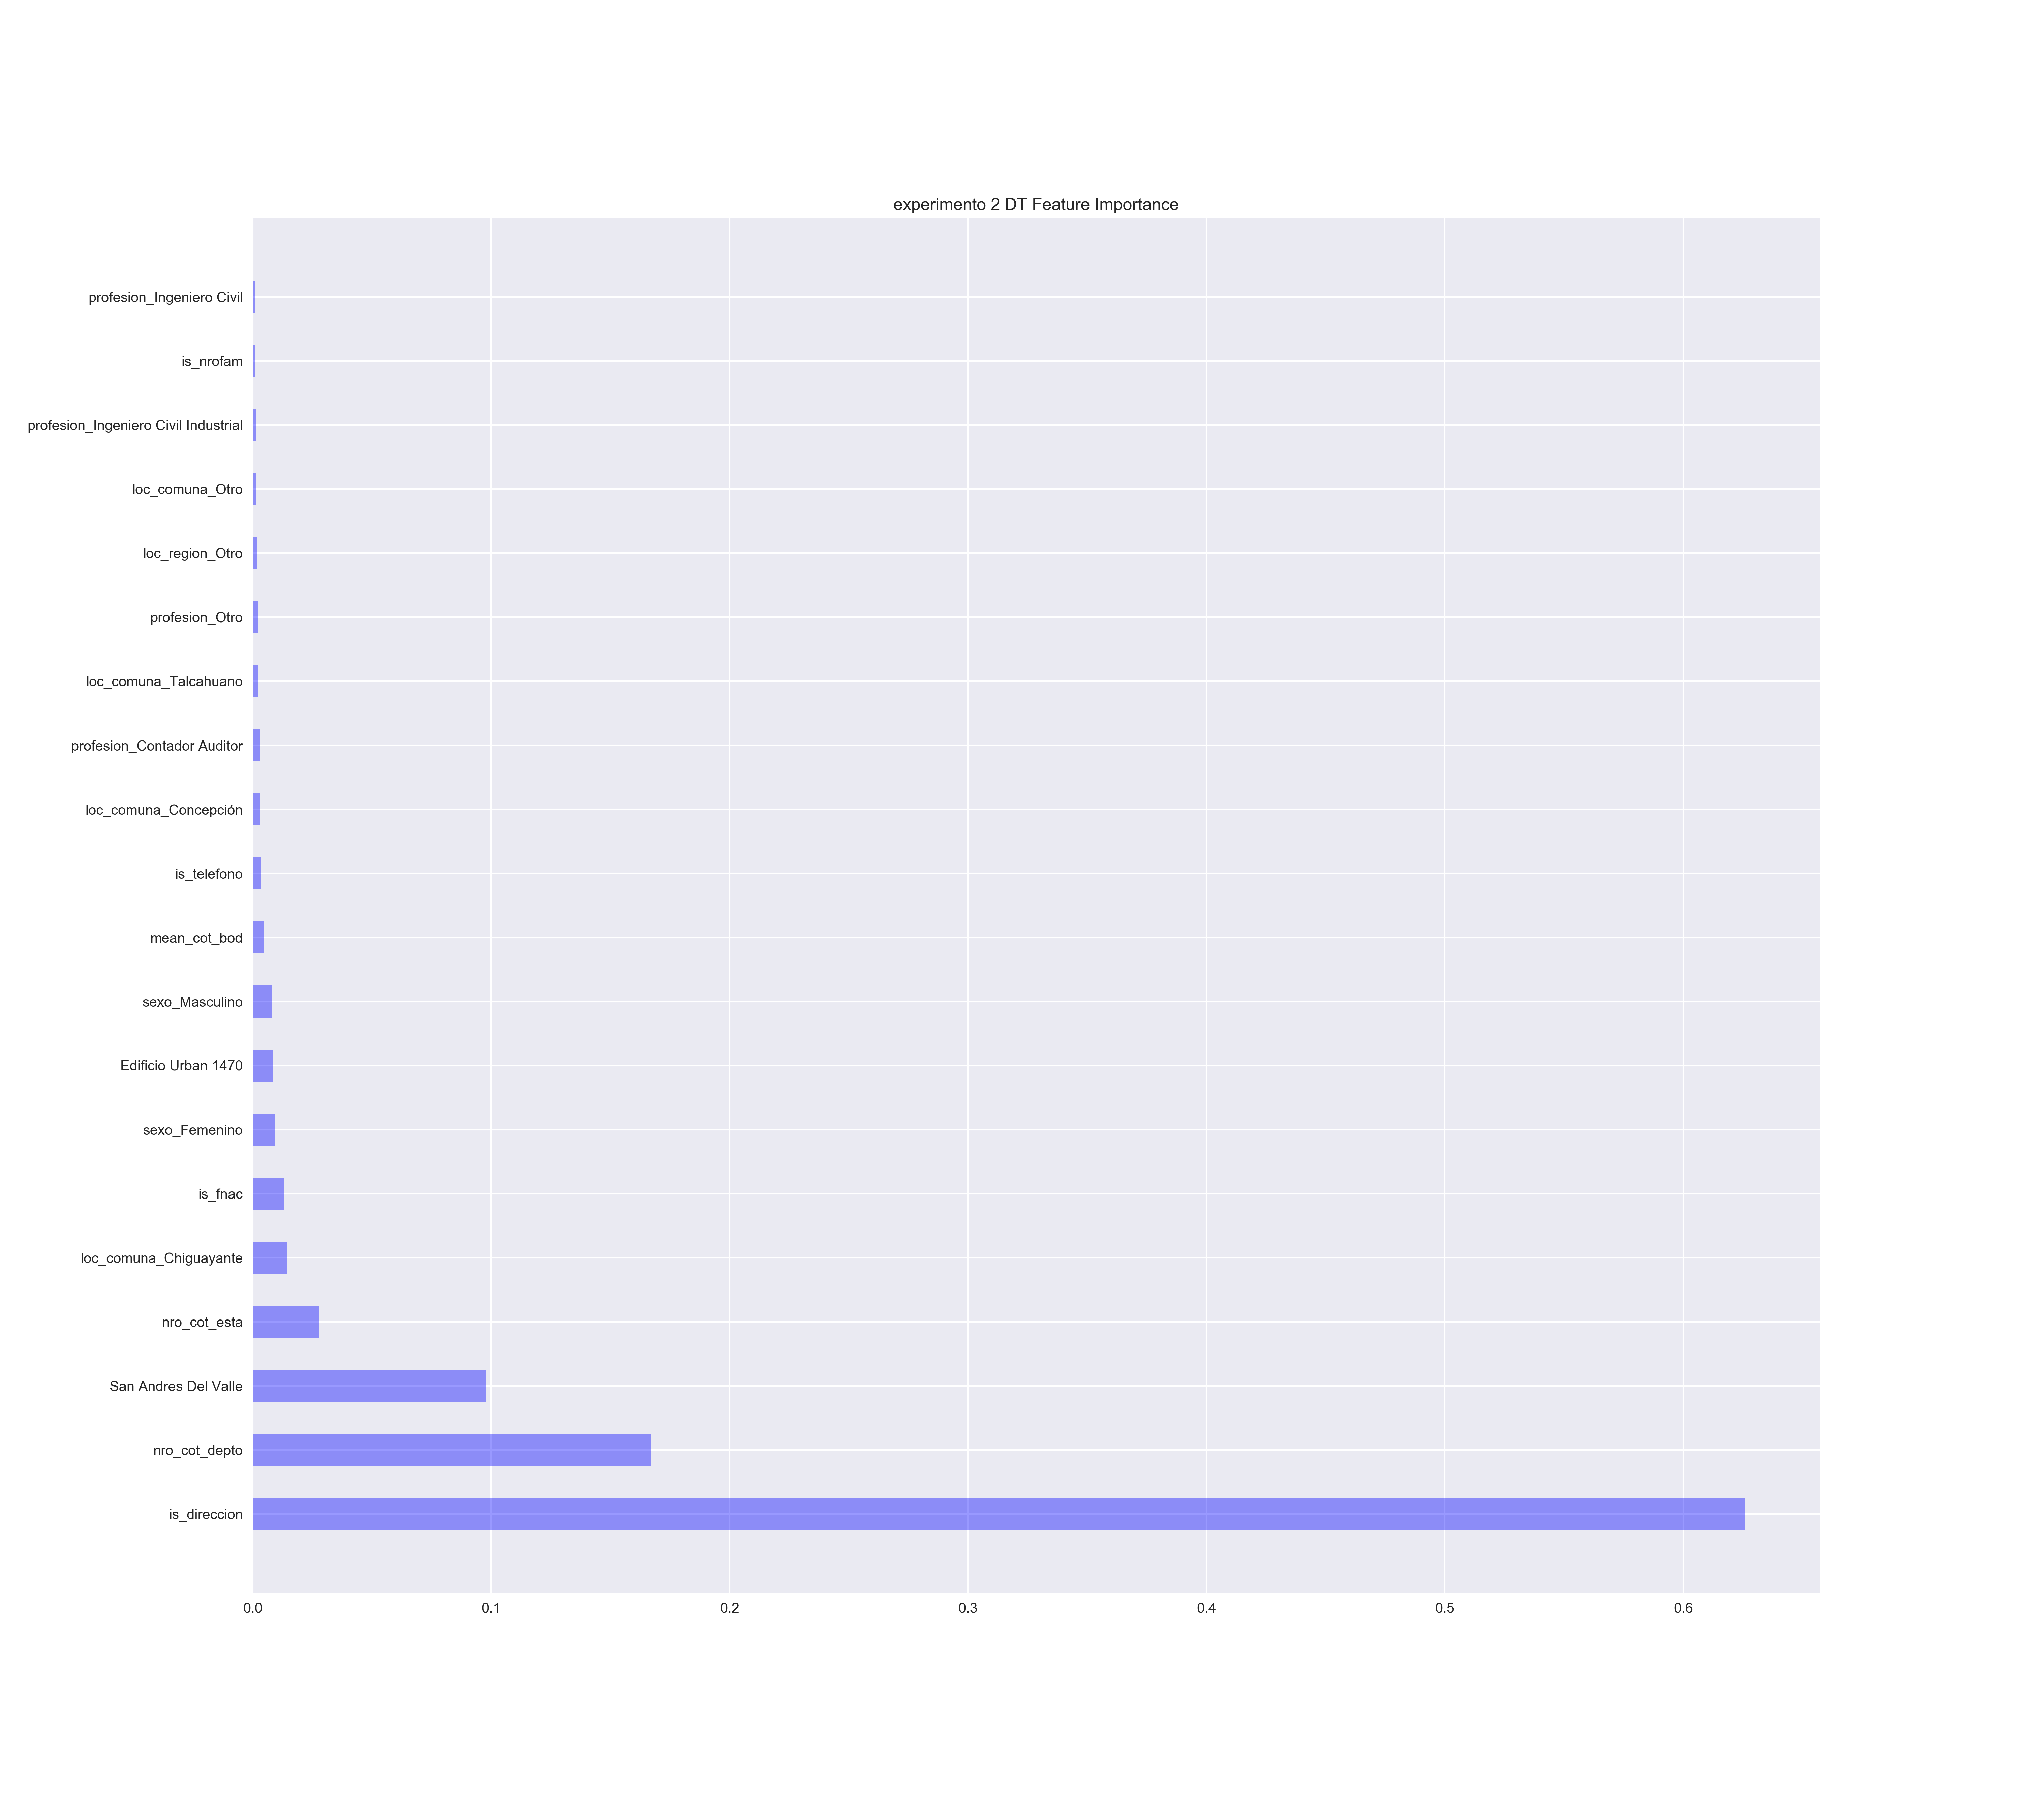 experimento 2 DT Feature Importance
profesion_Ingeniero Civil
is_nrofam
profesion_Ingeniero Civil Industrial
loc_comuna_Otro
loc_region_Otro
profesion_Otro
loc_comuna_Talcahuano
profesion_Contador Auditor
loc_comuna_Concepción
is_telefono
mean_cot_bod
sexo_Masculino
Edificio Urban 1470
sexo_Femenino
is_fnac
loc_comuna_Chiguayante
nro_cot_esta
San Andres Del Valle
nro_cot_depto
is_direccion
0.0 0.1 0.2 0.3 0.4 0.5 0.6